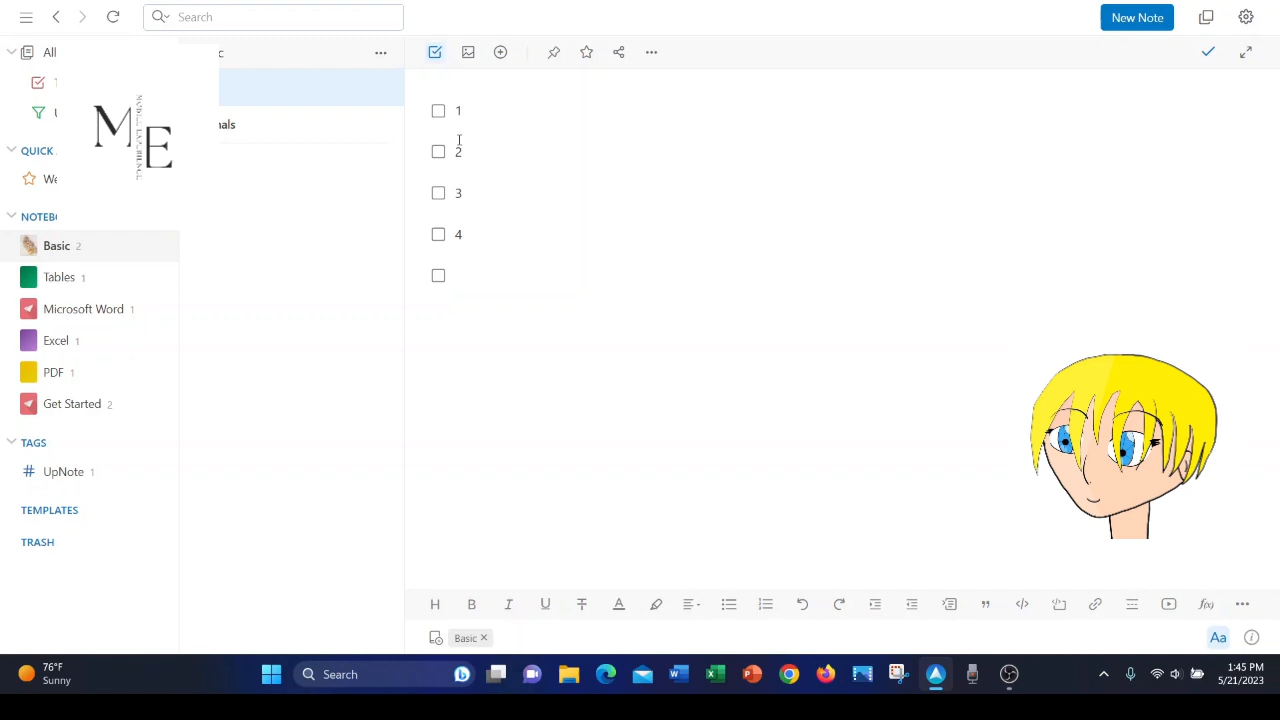 Search
New Note
All
QUICK
We
NOTEB
Basic 2
Tables 1
Microsoft Word 1
Excel 1
PDF 1
Get Started 2
TAGS
UpNote 1
TEMPLATES
TRASH
c
nals
M E
1
2
3
4
H B I U T A
f(x)
Basic
Aa
76°F
Sunny
Search
1:45 PM
5/21/2023